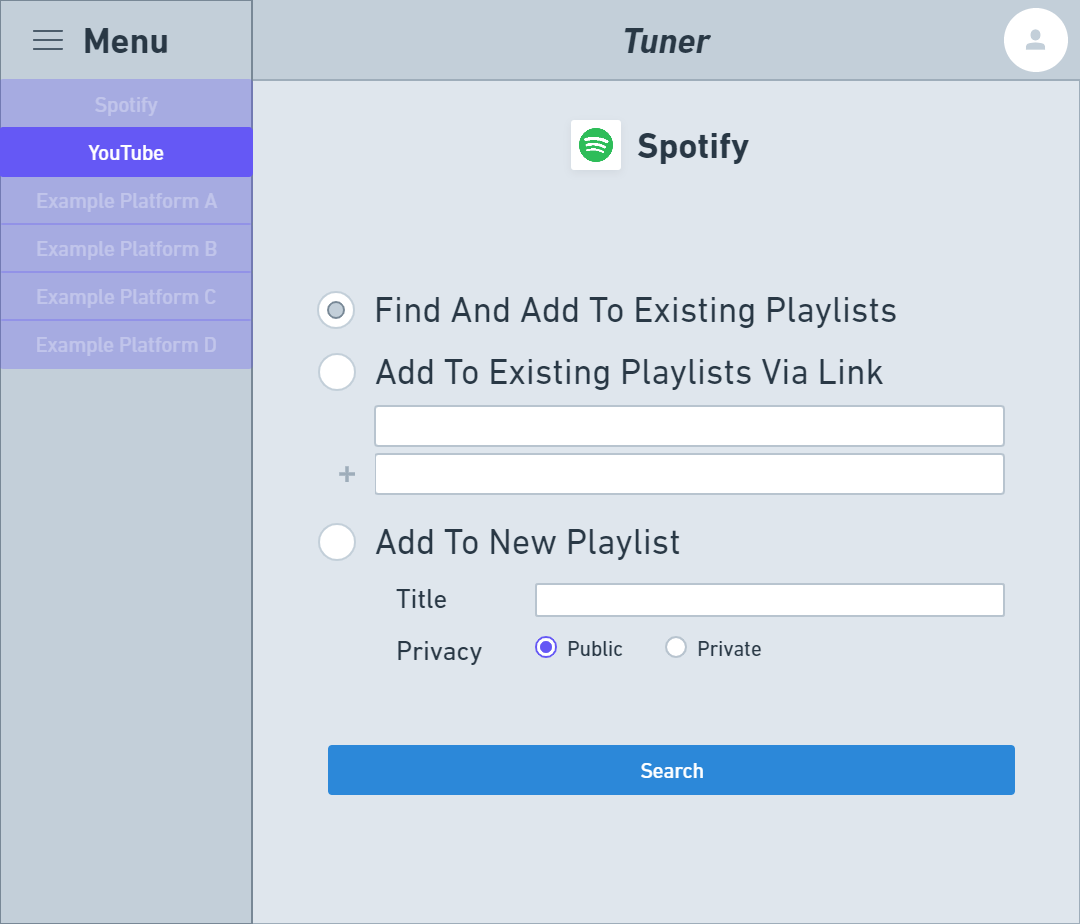 Menu
Tuner
Spotify
YouTube
Example Platform A
Example Platform B
Example Platform C
Example Platform D
Spotify
Find And Add To Existing Playlists
Add To Existing Playlists Via Link
+
Add To New Playlist
Title
Privacy Public Private
Search